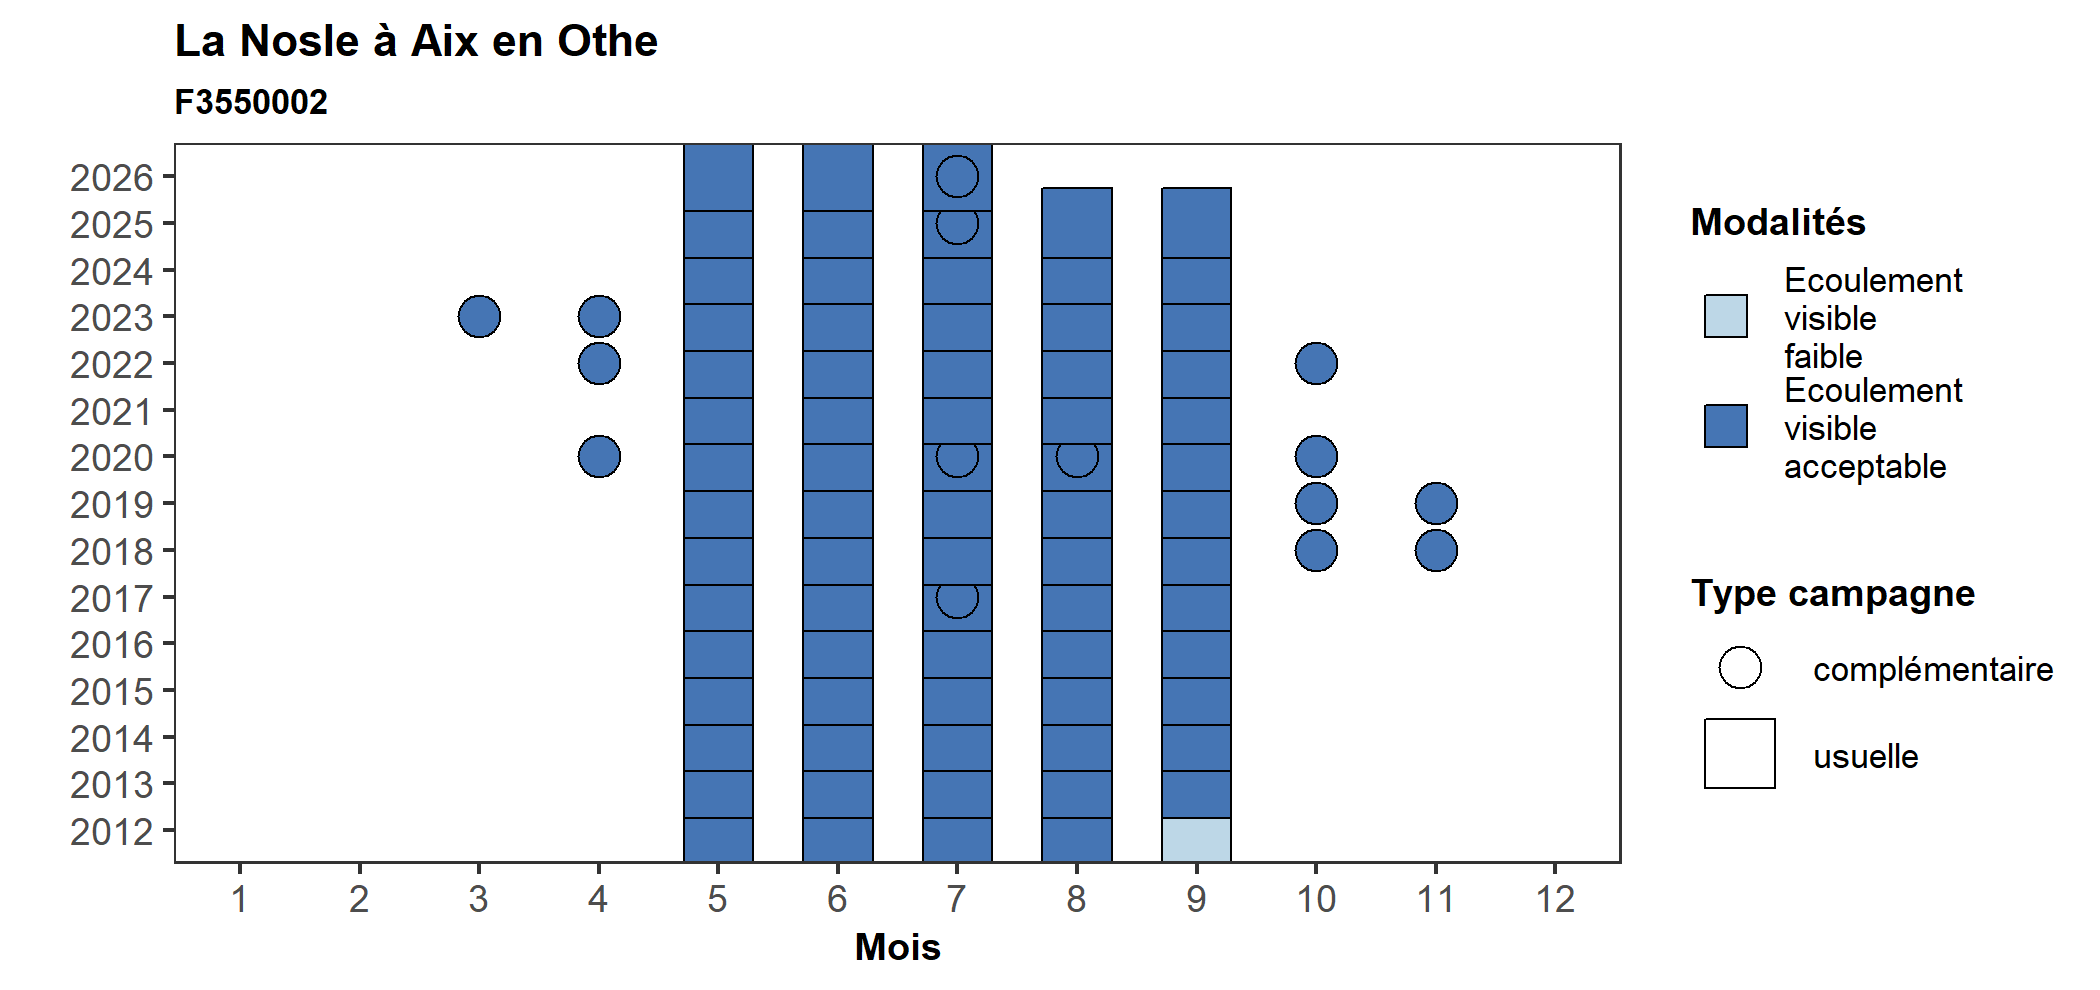 La Nosle à Aix en Othe
F3550002
2026
2025
2024
2023
2022
2021
2020
2019
2018
2017
2016
2015
2014
2013
2012
1 2 3 4 5 6 7 8 9 10 11 12
Mois
Modalités
Ecoulement
visible
faible
Ecoulement
visible
acceptable
Type campagne
complémentaire
usuelle